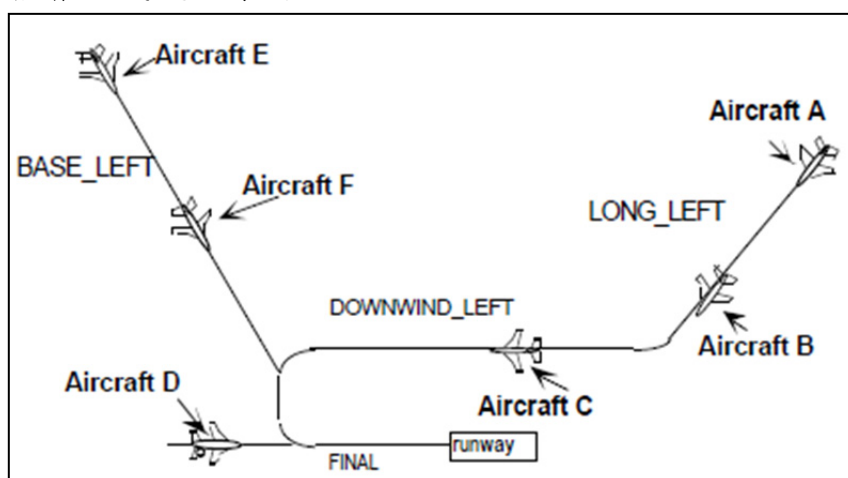 Aircraft E
Aircraft A
BASE_LEFT
Aircraft F
LONG_LEFT
DOWNWIND_LEFT
Aircraft B
Aircraft D
Aircraft C
runway
FINAL